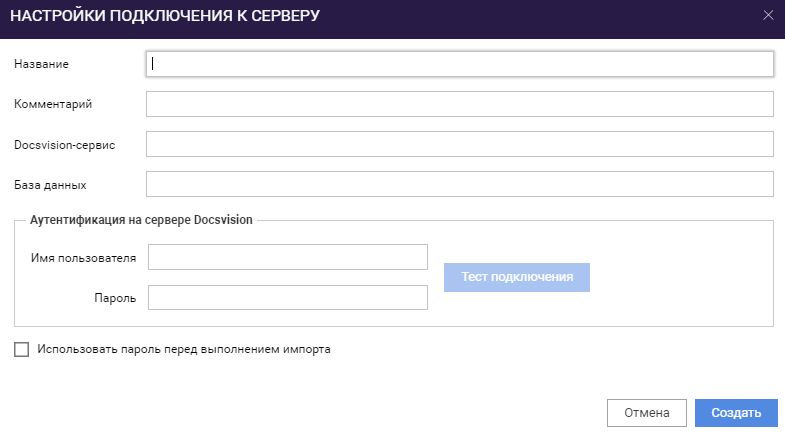 НАСТРОЙКИ ПОДКЛЮЧЕНИЯ К СЕРВЕРУ
Название
Комментарий
Docsvision-сервис
База данных
Аутентификация на сервере Docsvision
Имя пользователя
Тест подключения
Пароль
Использовать пароль перед выполнением импорта
Отмена
Создать